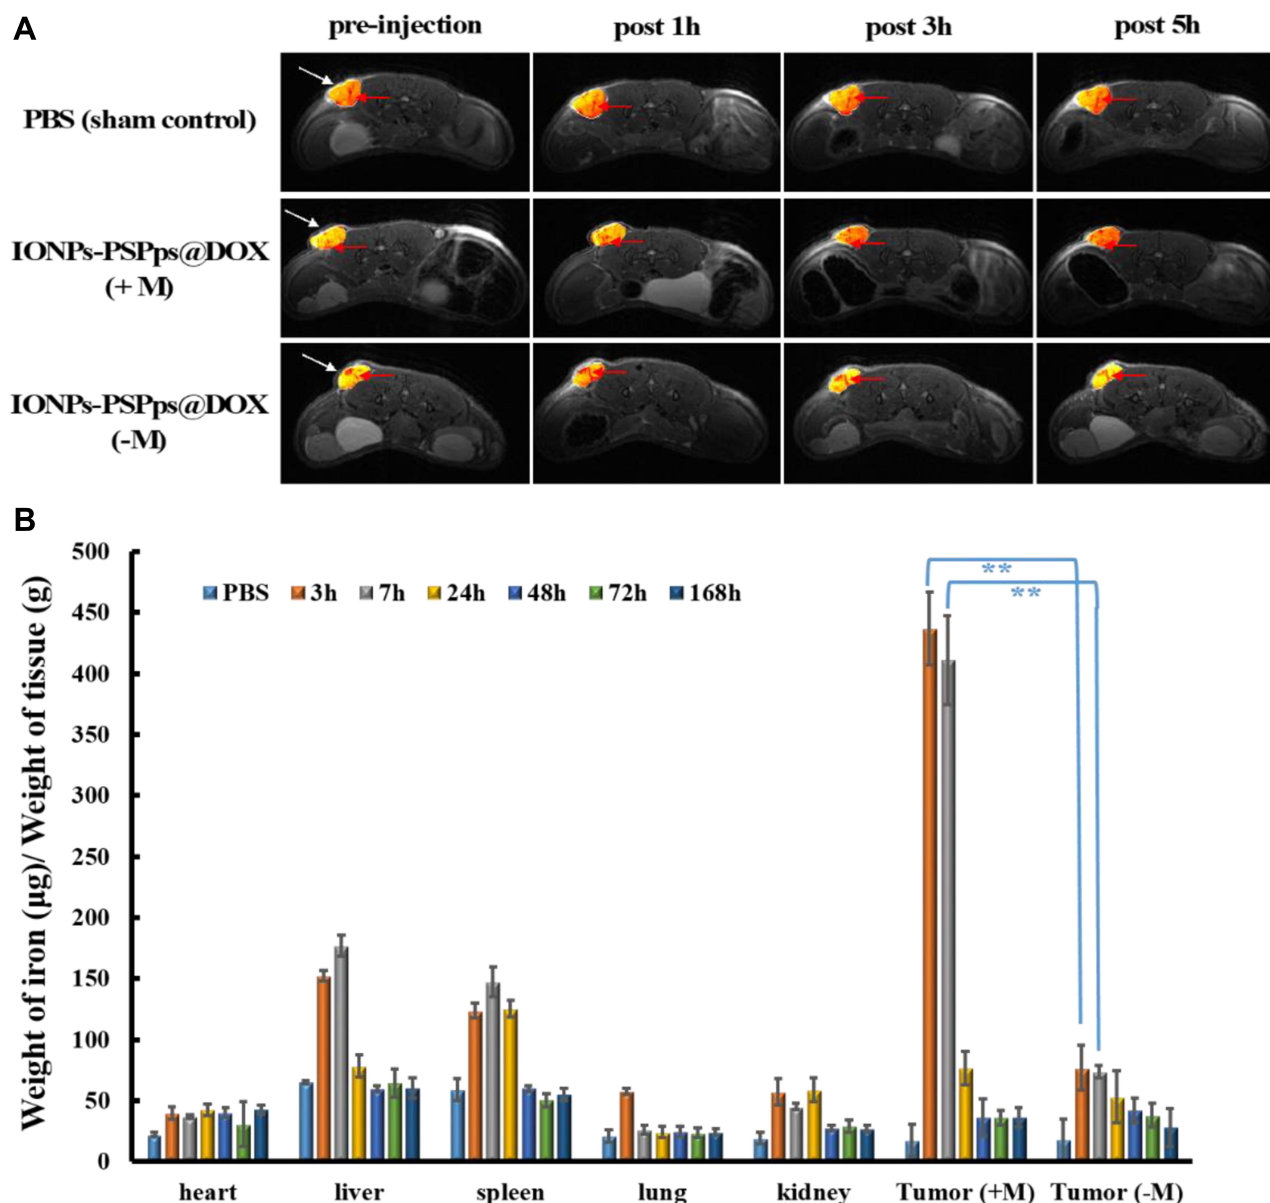 A
pre-injection post 1h post 3h post 5h
PBS (sham control)
IONPs-PSPps@DOX
(+ M)
IONPs-PSPps@DOX
(-M)
B
Weight of iron (μg)/ Weight of tissue (g)
500
450
400
350
300
250
200
150
100
50
0
PBS 3h 7h 24h 48h 72h 168h
**
**
heart liver spleen lung kidney Tumor (+M) Tumor (-M)